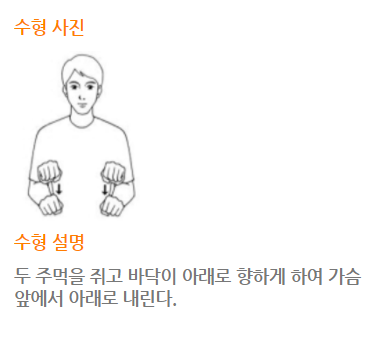 수형 사진
수형 설명
두 주먹을 쥐고 바닥이 아래로 향하게 하여 가슴
앞에서 아래로 내린다.